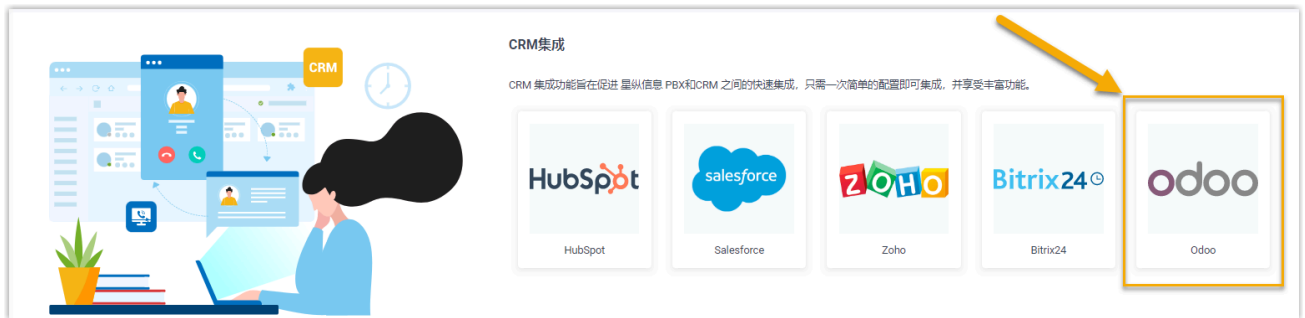 CRM
CRM集成
CRM 集成功能旨在促进 星纵信息 PBX和CRM 之间的快速集成，只需一次简单的配置即可集成，并享受丰富功能。
HubSpot
salesforce
ZOHO
Bitrix24
odoo
HubSpot
Salesforce
Zoho
Bitrix24
Odoo